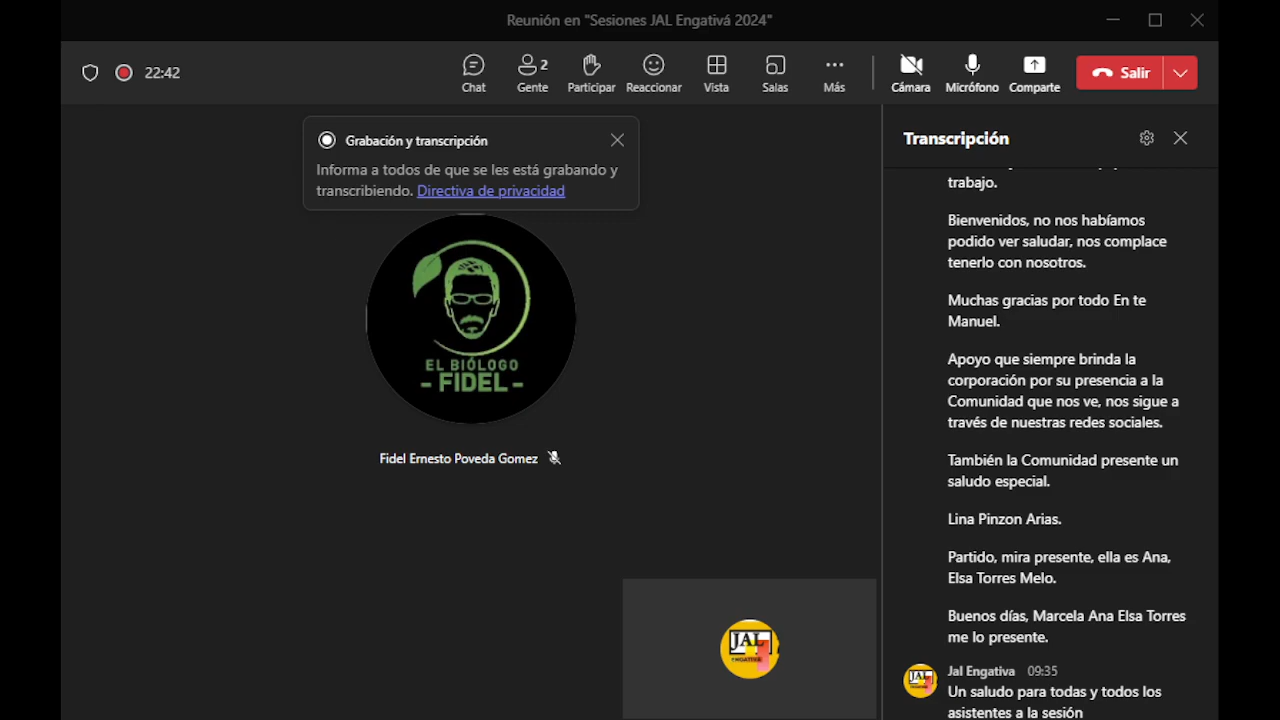 Reunión en "Sesiones JAL Engativá 2024"
22:42
Chat
Gente
2
Participar
Reaccionar
Vista
Salas
Más
Cámara
Micrófono
Comparte
Salir
Grabación y transcripción
Informa a todos de que se les está grabando y
transcribiendo. Directiva de privacidad
EL BIÓLOGO
- FIDEL -
Fidel Ernesto Poveda Gomez
JAL
ENGATIVÁ
Transcripción
trabajo.
Bienvenidos, no nos habíamos
podido ver saludar, nos complace
tenerlo con nosotros.
Muchas gracias por todo En te
Manuel.
Apoyo que siempre brinda la
corporación por su presencia a la
Comunidad que nos ve, nos sigue a
través de nuestras redes sociales.
También la Comunidad presente un
saludo especial.
Lina Pinzon Arias.
Partido, mira presente, ella es Ana,
Elsa Torres Melo.
Buenos días, Marcela Ana Elsa Torres
me lo presente.
JAL
Jal Engativa 09:35
Un saludo para todas y todos los
asistentes a la sesión